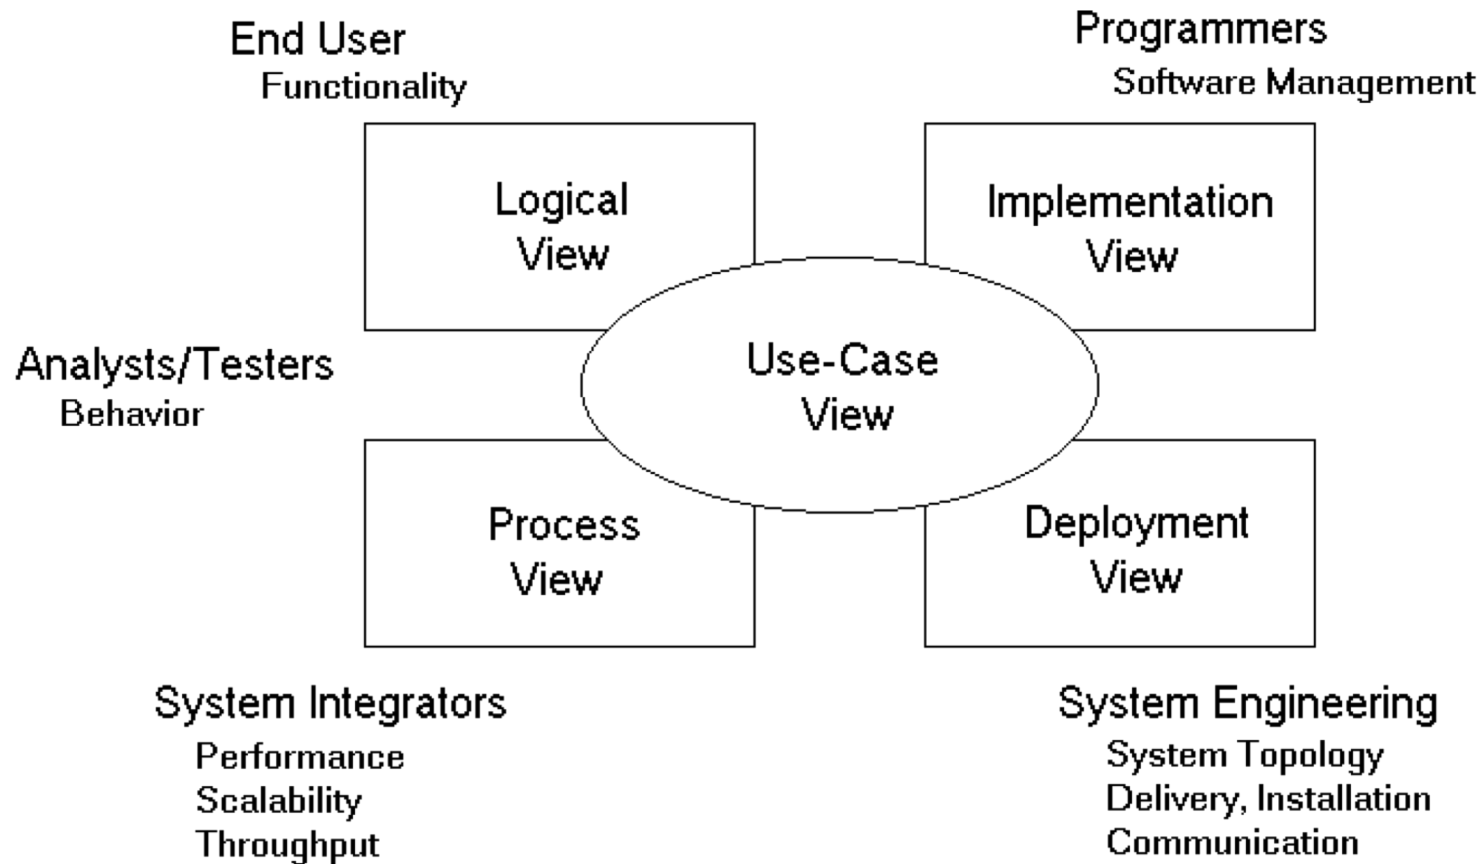 End User
Functionality
Programmers
Software Management
Logical
View
Implementation
View
Use-Case
View
Analysts/Testers
Behavior
Process
View
Deployment
View
System Integrators
Performance
Scalability
Throughput
System Engineering
System Topology
Delivery, Installation
Communication